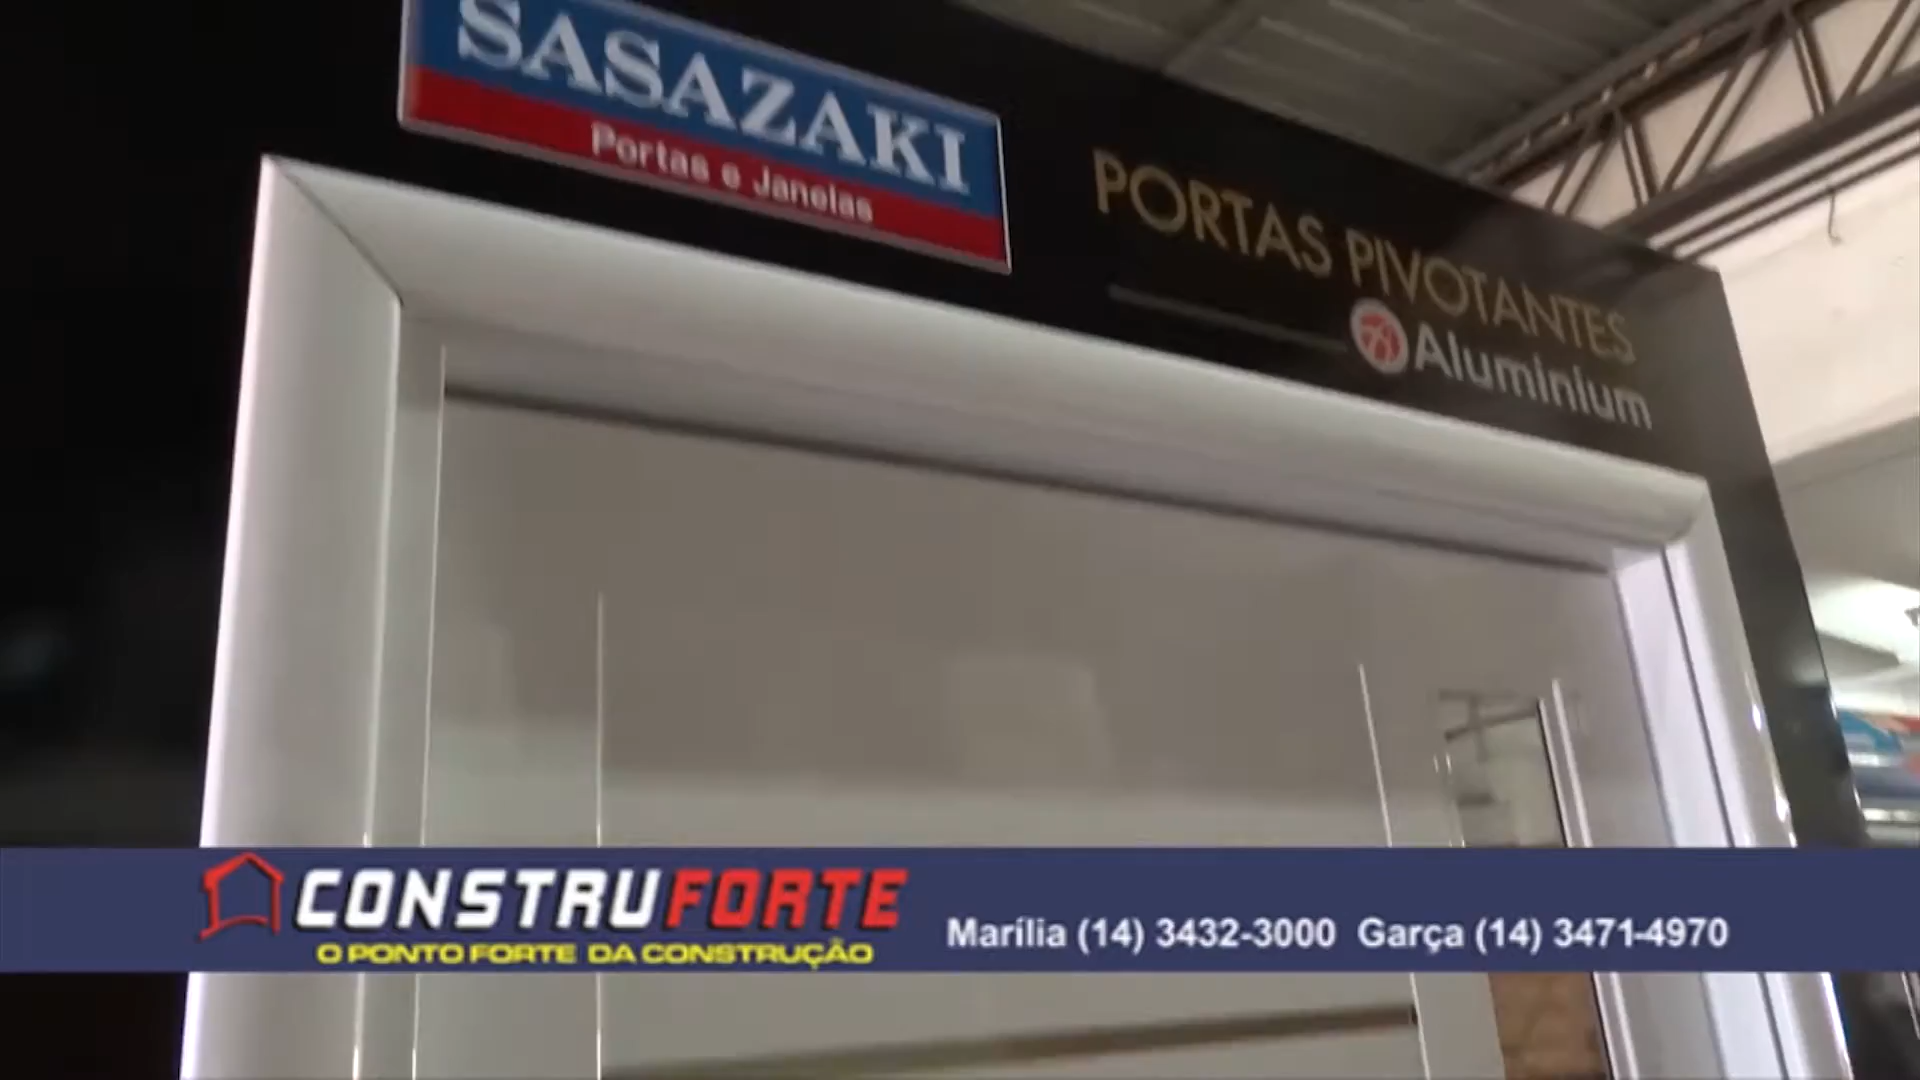 SASAZAKI
Portas e Janelas
PORTAS PIVOTANTES
Aluminium
CONSTRUFORTE
O PONTO FORTE DA CONSTRUÇÃO
Marília (14) 3432-3000 Garça (14) 3471-4970